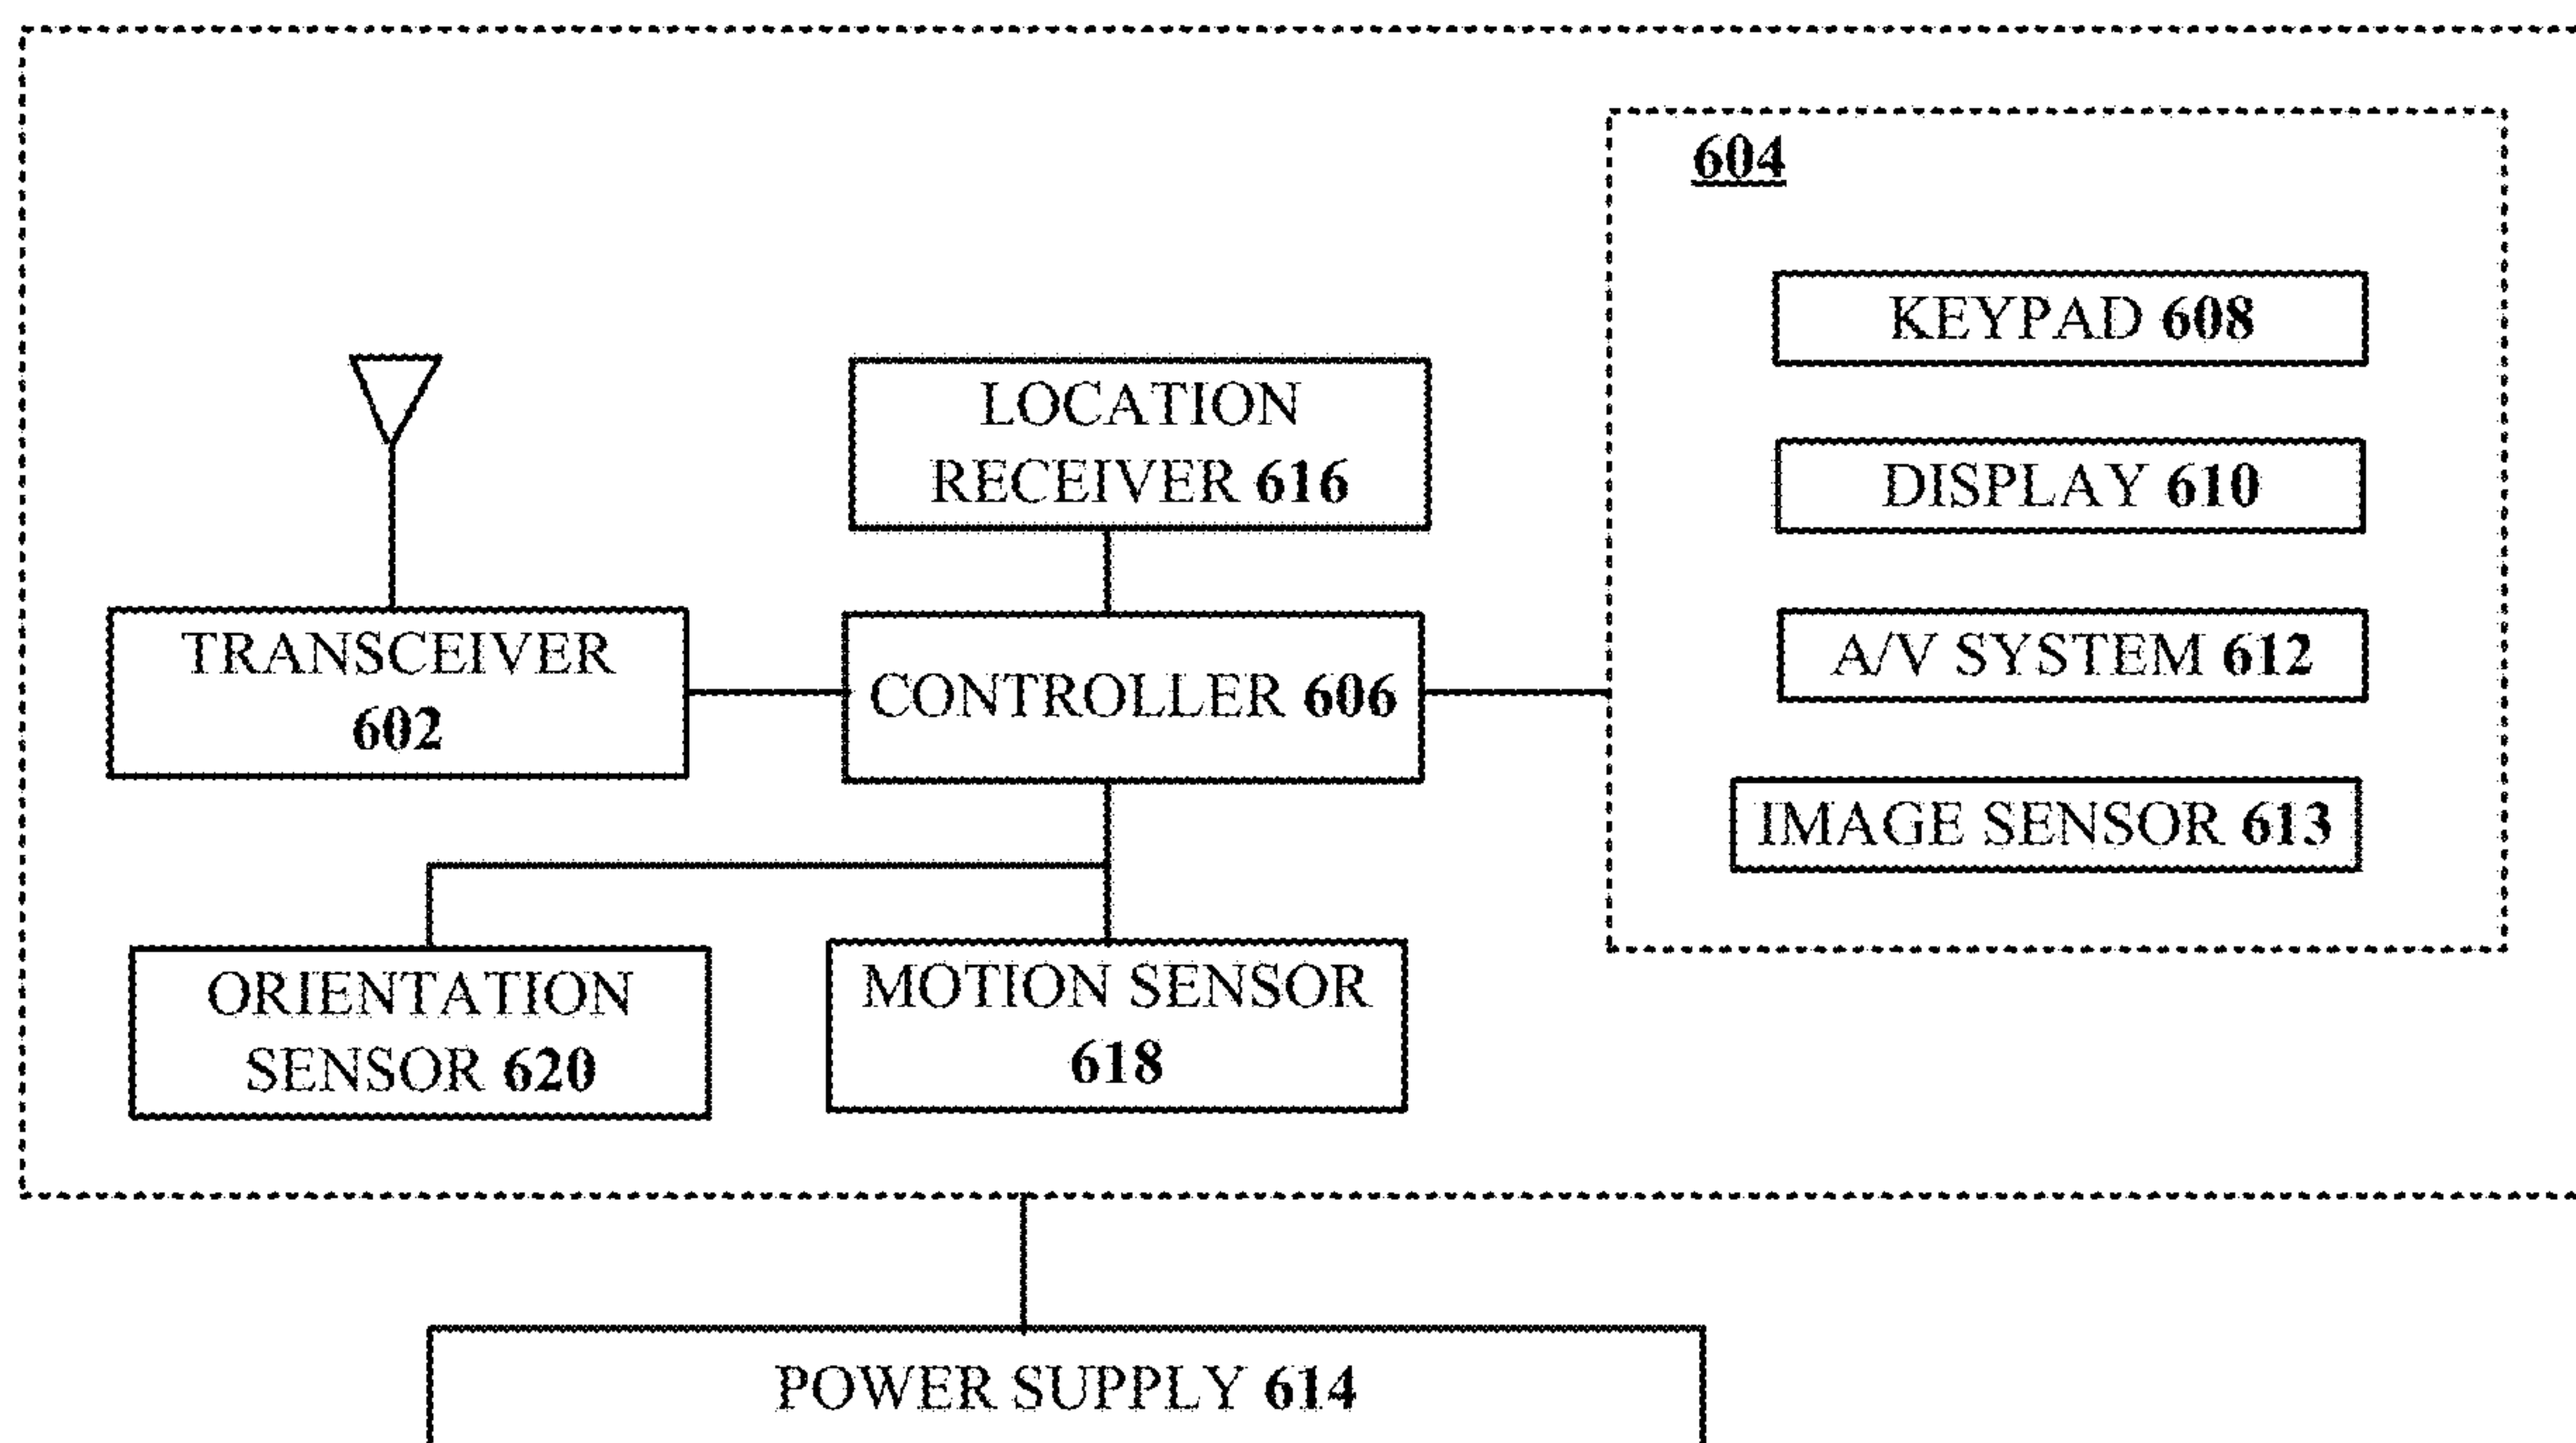 604
KEYPAD 608
DISPLAY 610
A/V SYSTEM 612
IMAGE SENSOR 613
LOCATION
RECEIVER 616
TRANSCEIVER
602
CONTROLLER 606
ORIENTATION
SENSOR 620
MOTION SENSOR
618
POWER SUPPLY 614